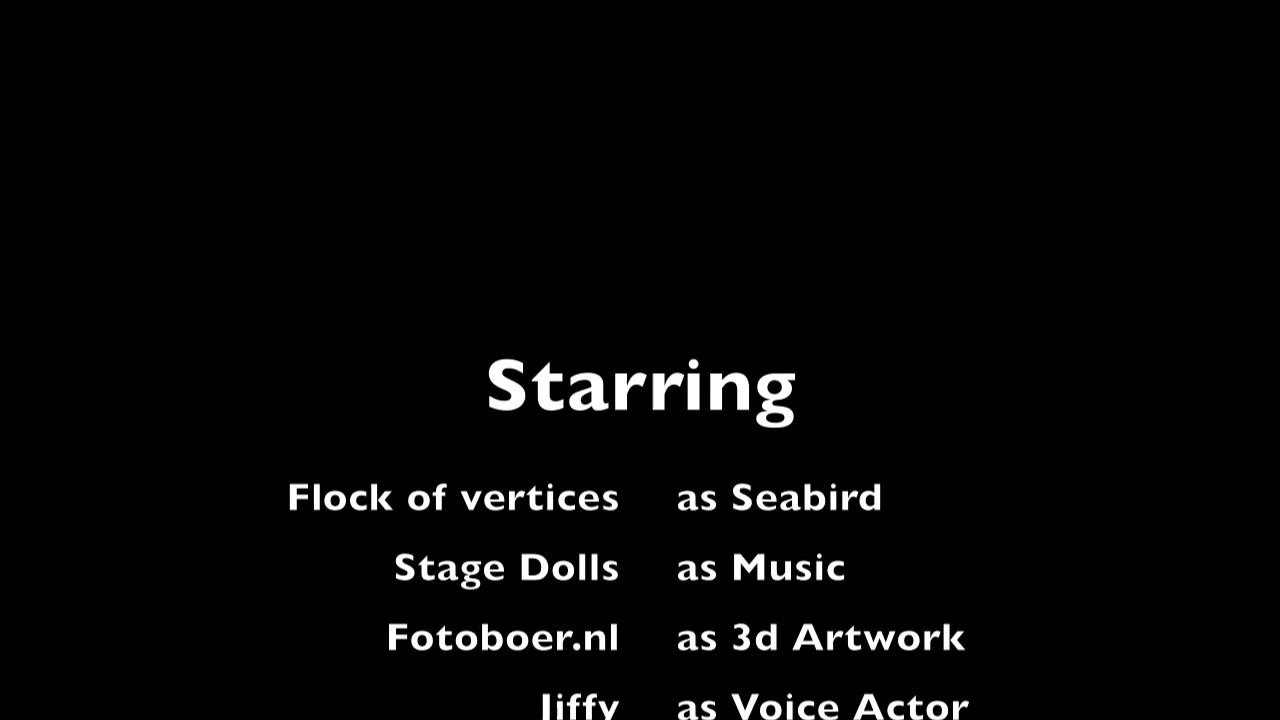 Starring
Flock of vertices as Seabird
Stage Dolls as Music
Fotoboer.nl as 3d Artwork
Jiffy as Voice Actor